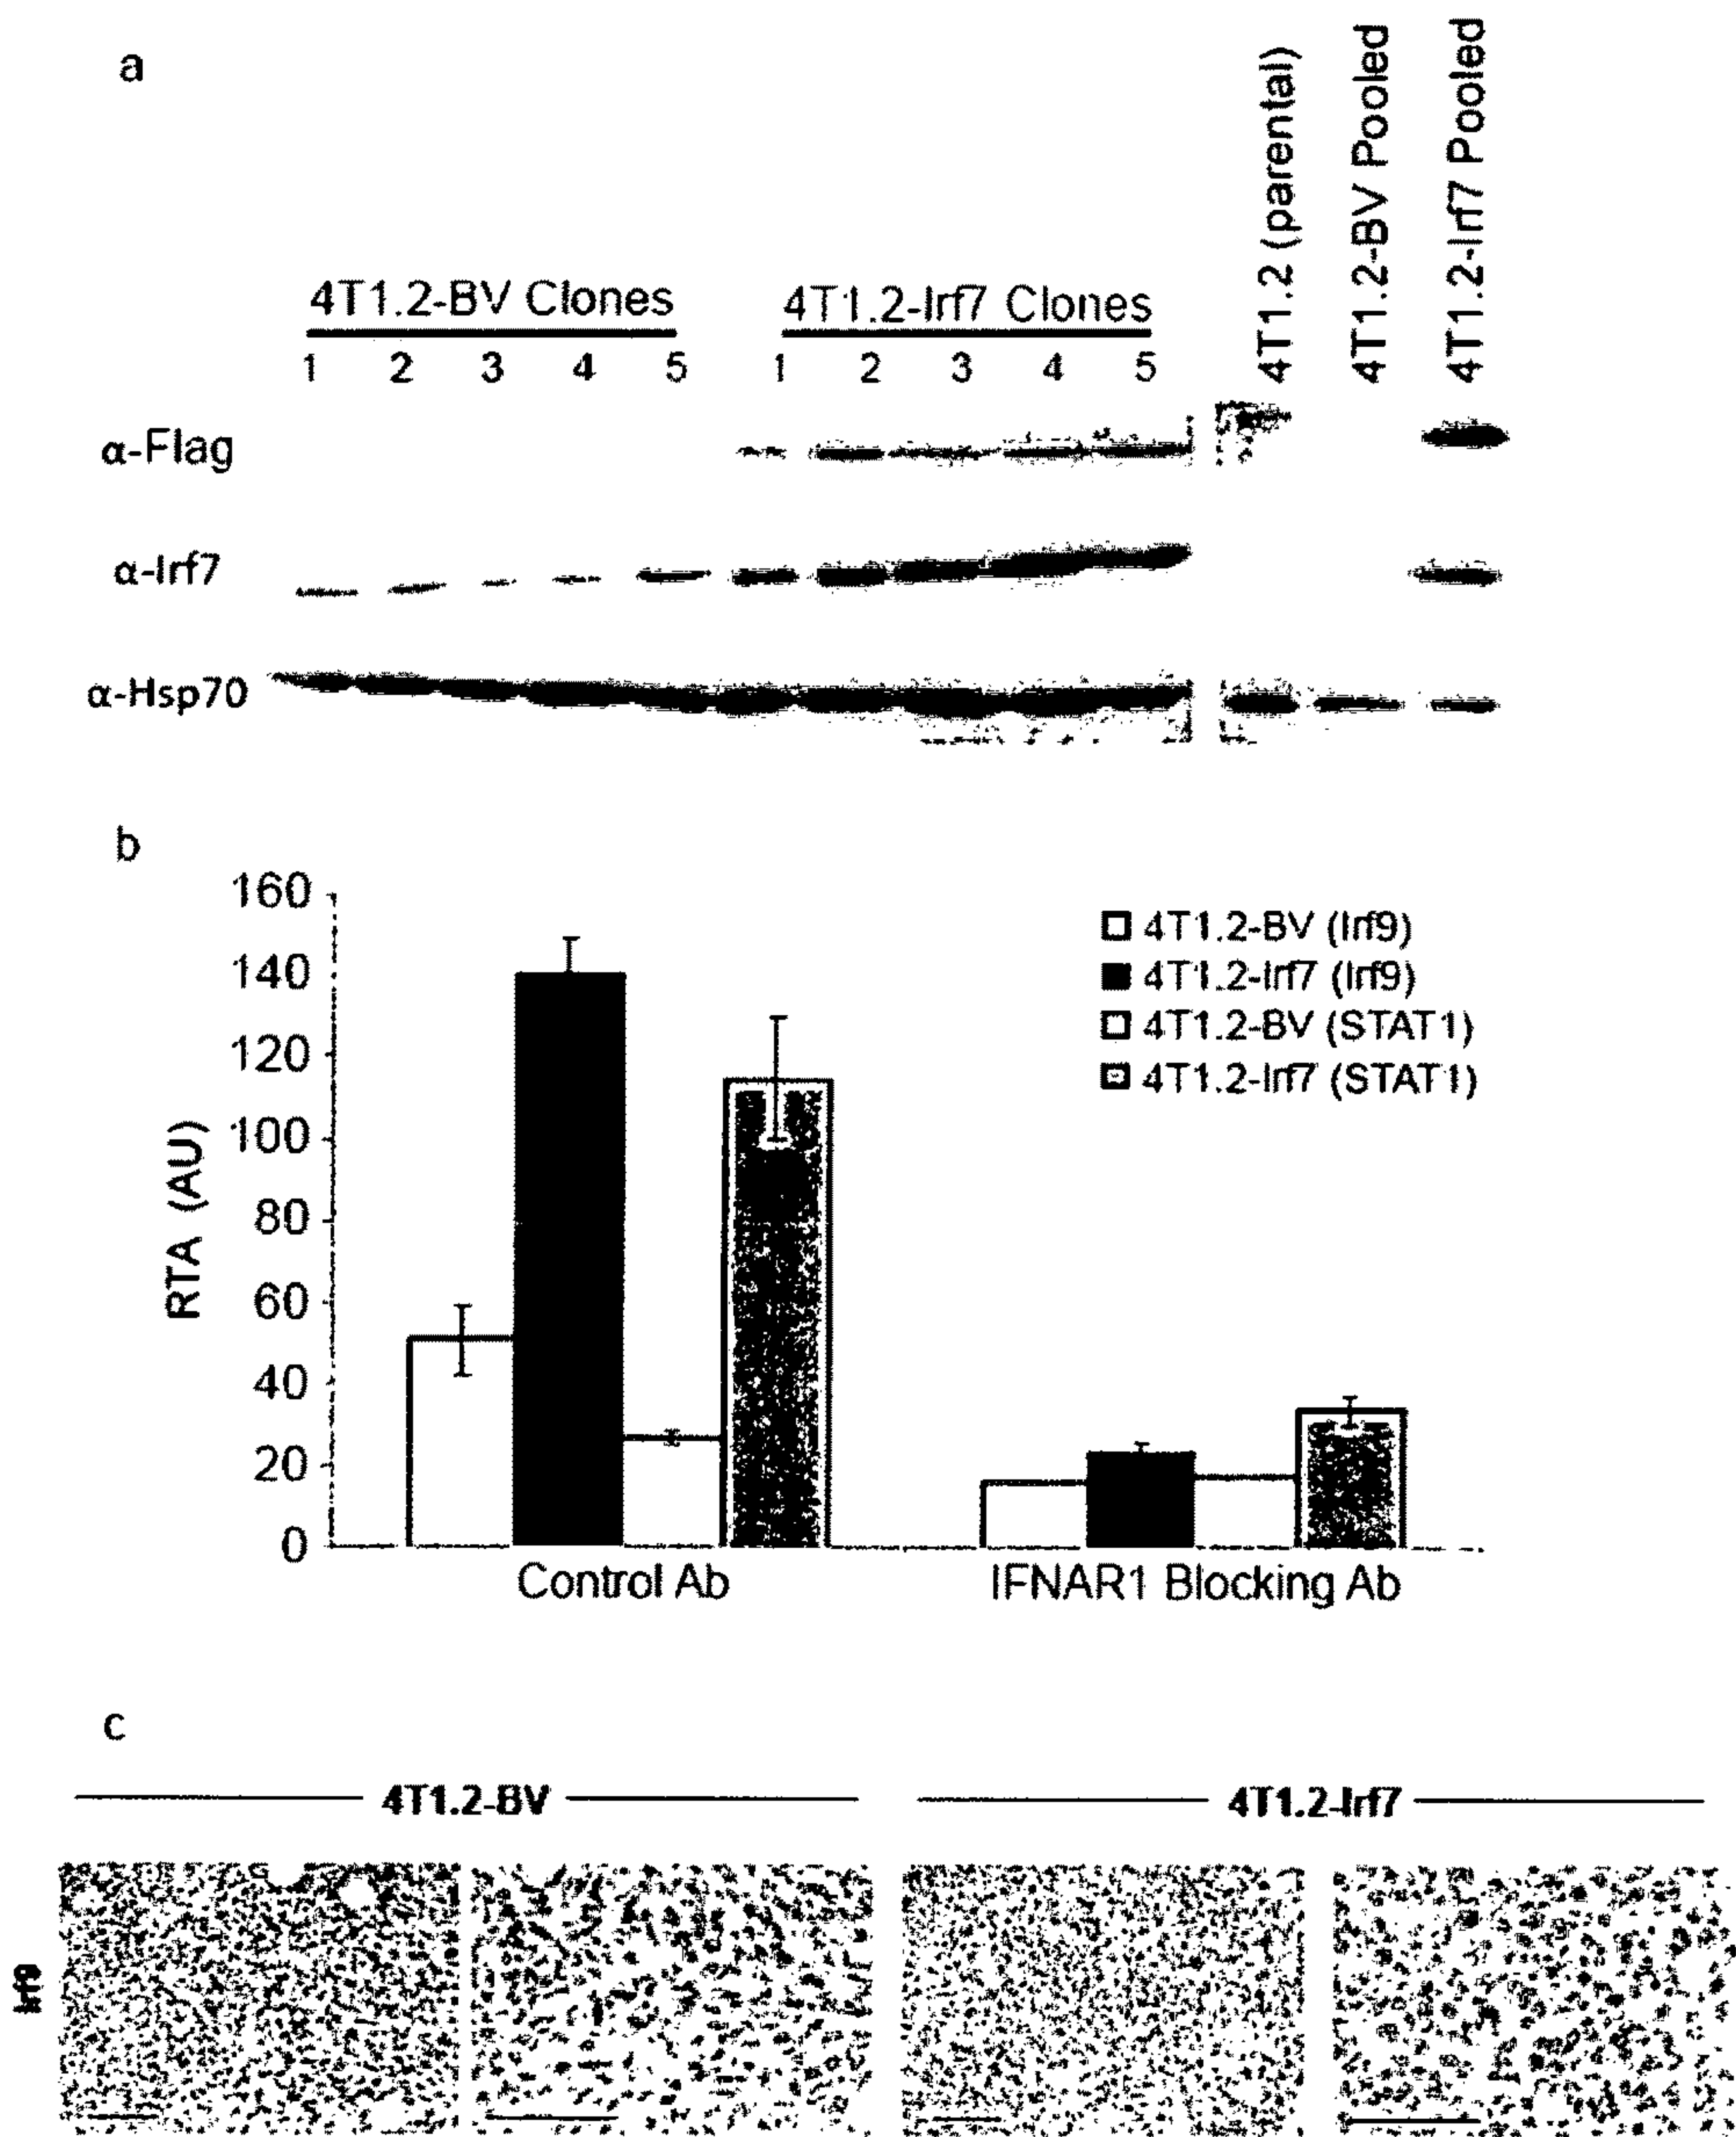 a
4T1.2 (parental)
4T1.2-BV Pooled
4T1.2-Irf7 Pooled
4T1.2-BV Clones
4T1.2-Irf7 Clones
1 2 3 4 5 1 2 3 4 5
α-Flag
α-Irf7
α-Hsp70
b
160
140
120
100
80
60
40
20
0
RTA (AU)
4T1.2-BV (Irf9)
4T1.2-Irf7 (Irf9)
4T1.2-BV (STAT1)
4T1.2-Irf7 (STAT1)
Control Ab
IFNAR1 Blocking Ab
c
4T1.2-BV
4T1.2-Irf7
Irf9